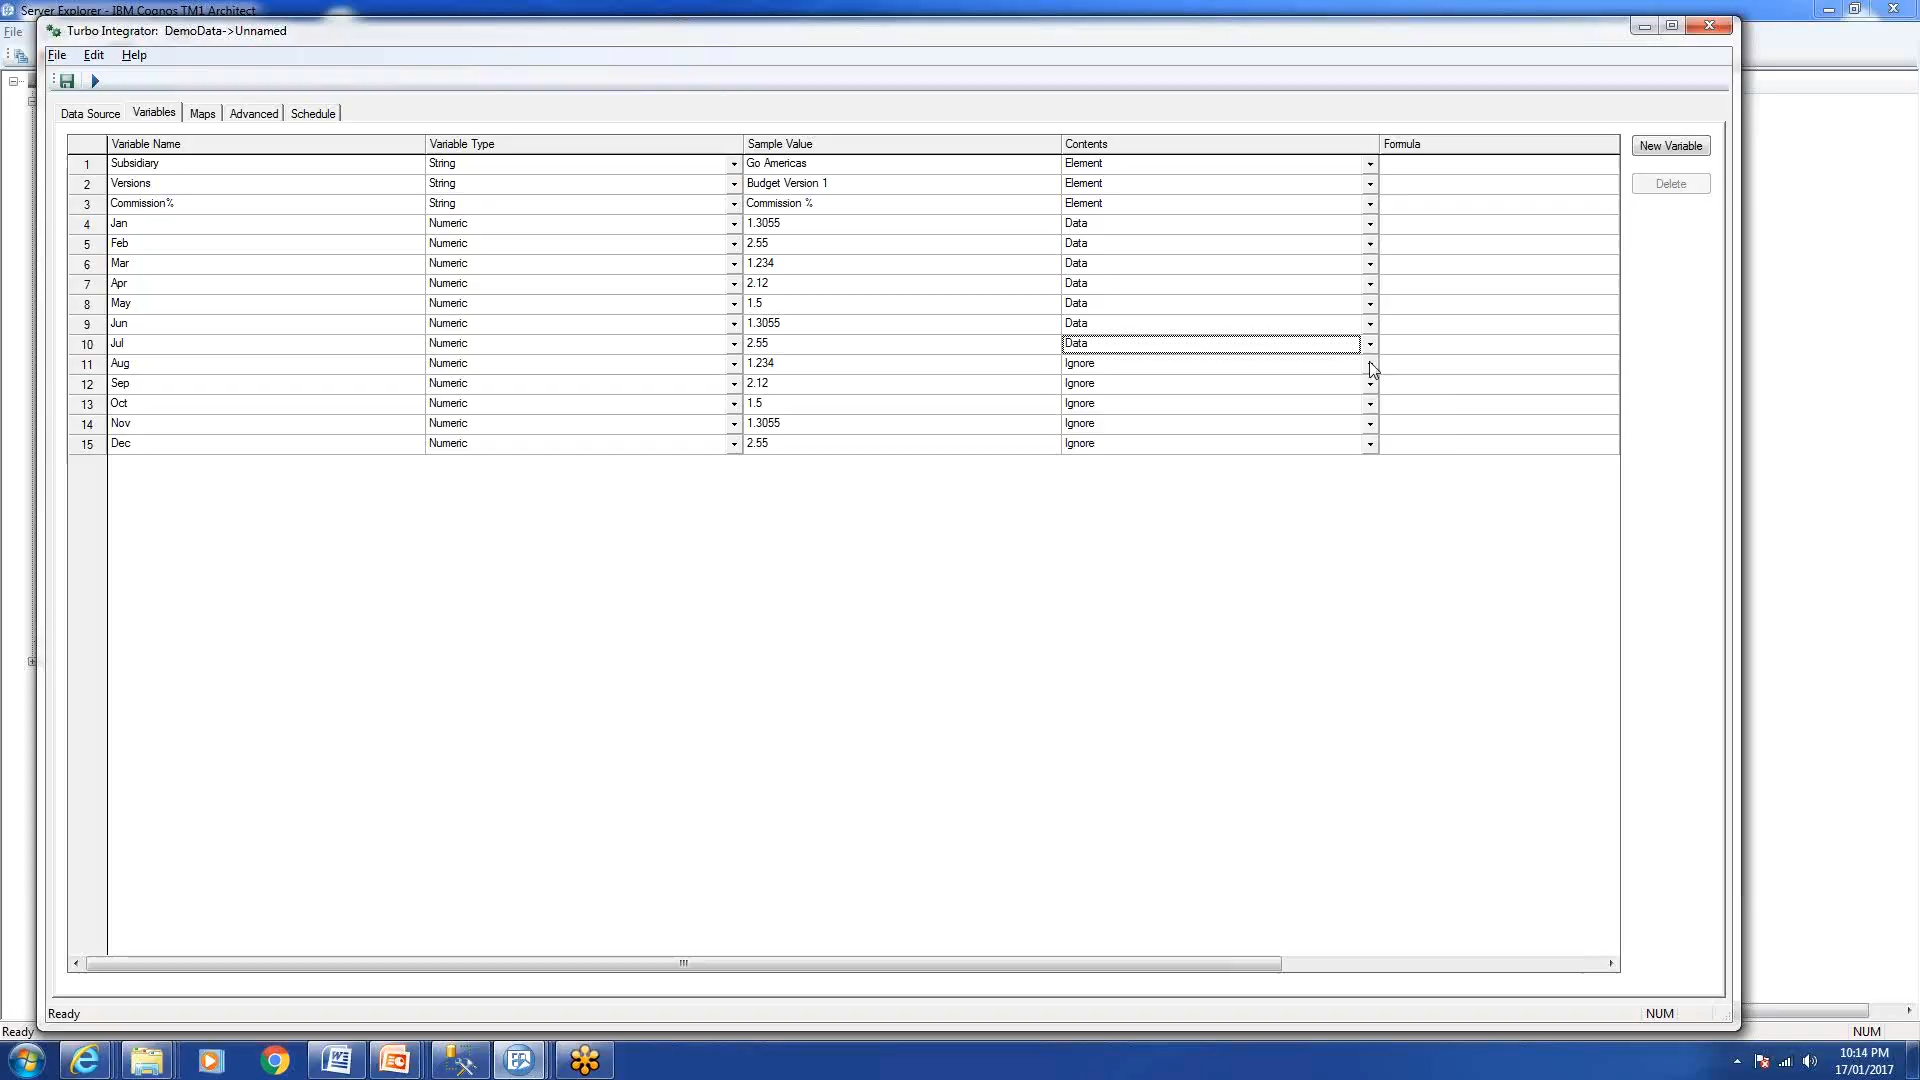 Server Explorer - IBM Cognos TM1 Architect
File
Turbo Integrator: DemoData->Unnamed
File Edit Help
Data Source Variables Maps Advanced Schedule
Variable Name Variable Type Sample Value Contents Formula
New Variable
1 Subsidiary String Go Americas Element
2 Versions String Budget Version 1 Element
Delete
3 Commission% String Commission % Element
4 Jan Numeric 1.3055 Data
5 Feb Numeric 2.55 Data
6 Mar Numeric 1.234 Data
7 Apr Numeric 2.12 Data
8 May Numeric 1.5 Data
9 Jun Numeric 1.3055 Data
10 Jul Numeric 2.55 Data
11 Aug Numeric 1.234 Ignore
12 Sep Numeric 2.12 Ignore
13 Oct Numeric 1.5 Ignore
14 Nov Numeric 1.3055 Ignore
15 Dec Numeric 2.55 Ignore
Ready NUM
Ready NUM
10:14 PM
17/01/2017